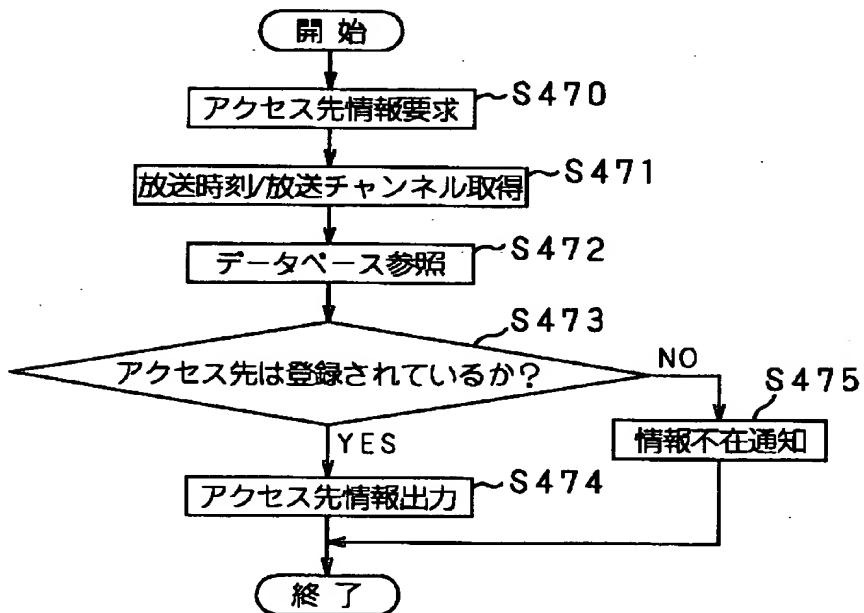 開始
アクセス先情報要求
S470
放送時刻/放送チャンネル取得
S471
データベース参照
S472
アクセス先は登録されているか?
S473
NO
YES
情報不在通知
S475
アクセス先情報出力
S474
終了